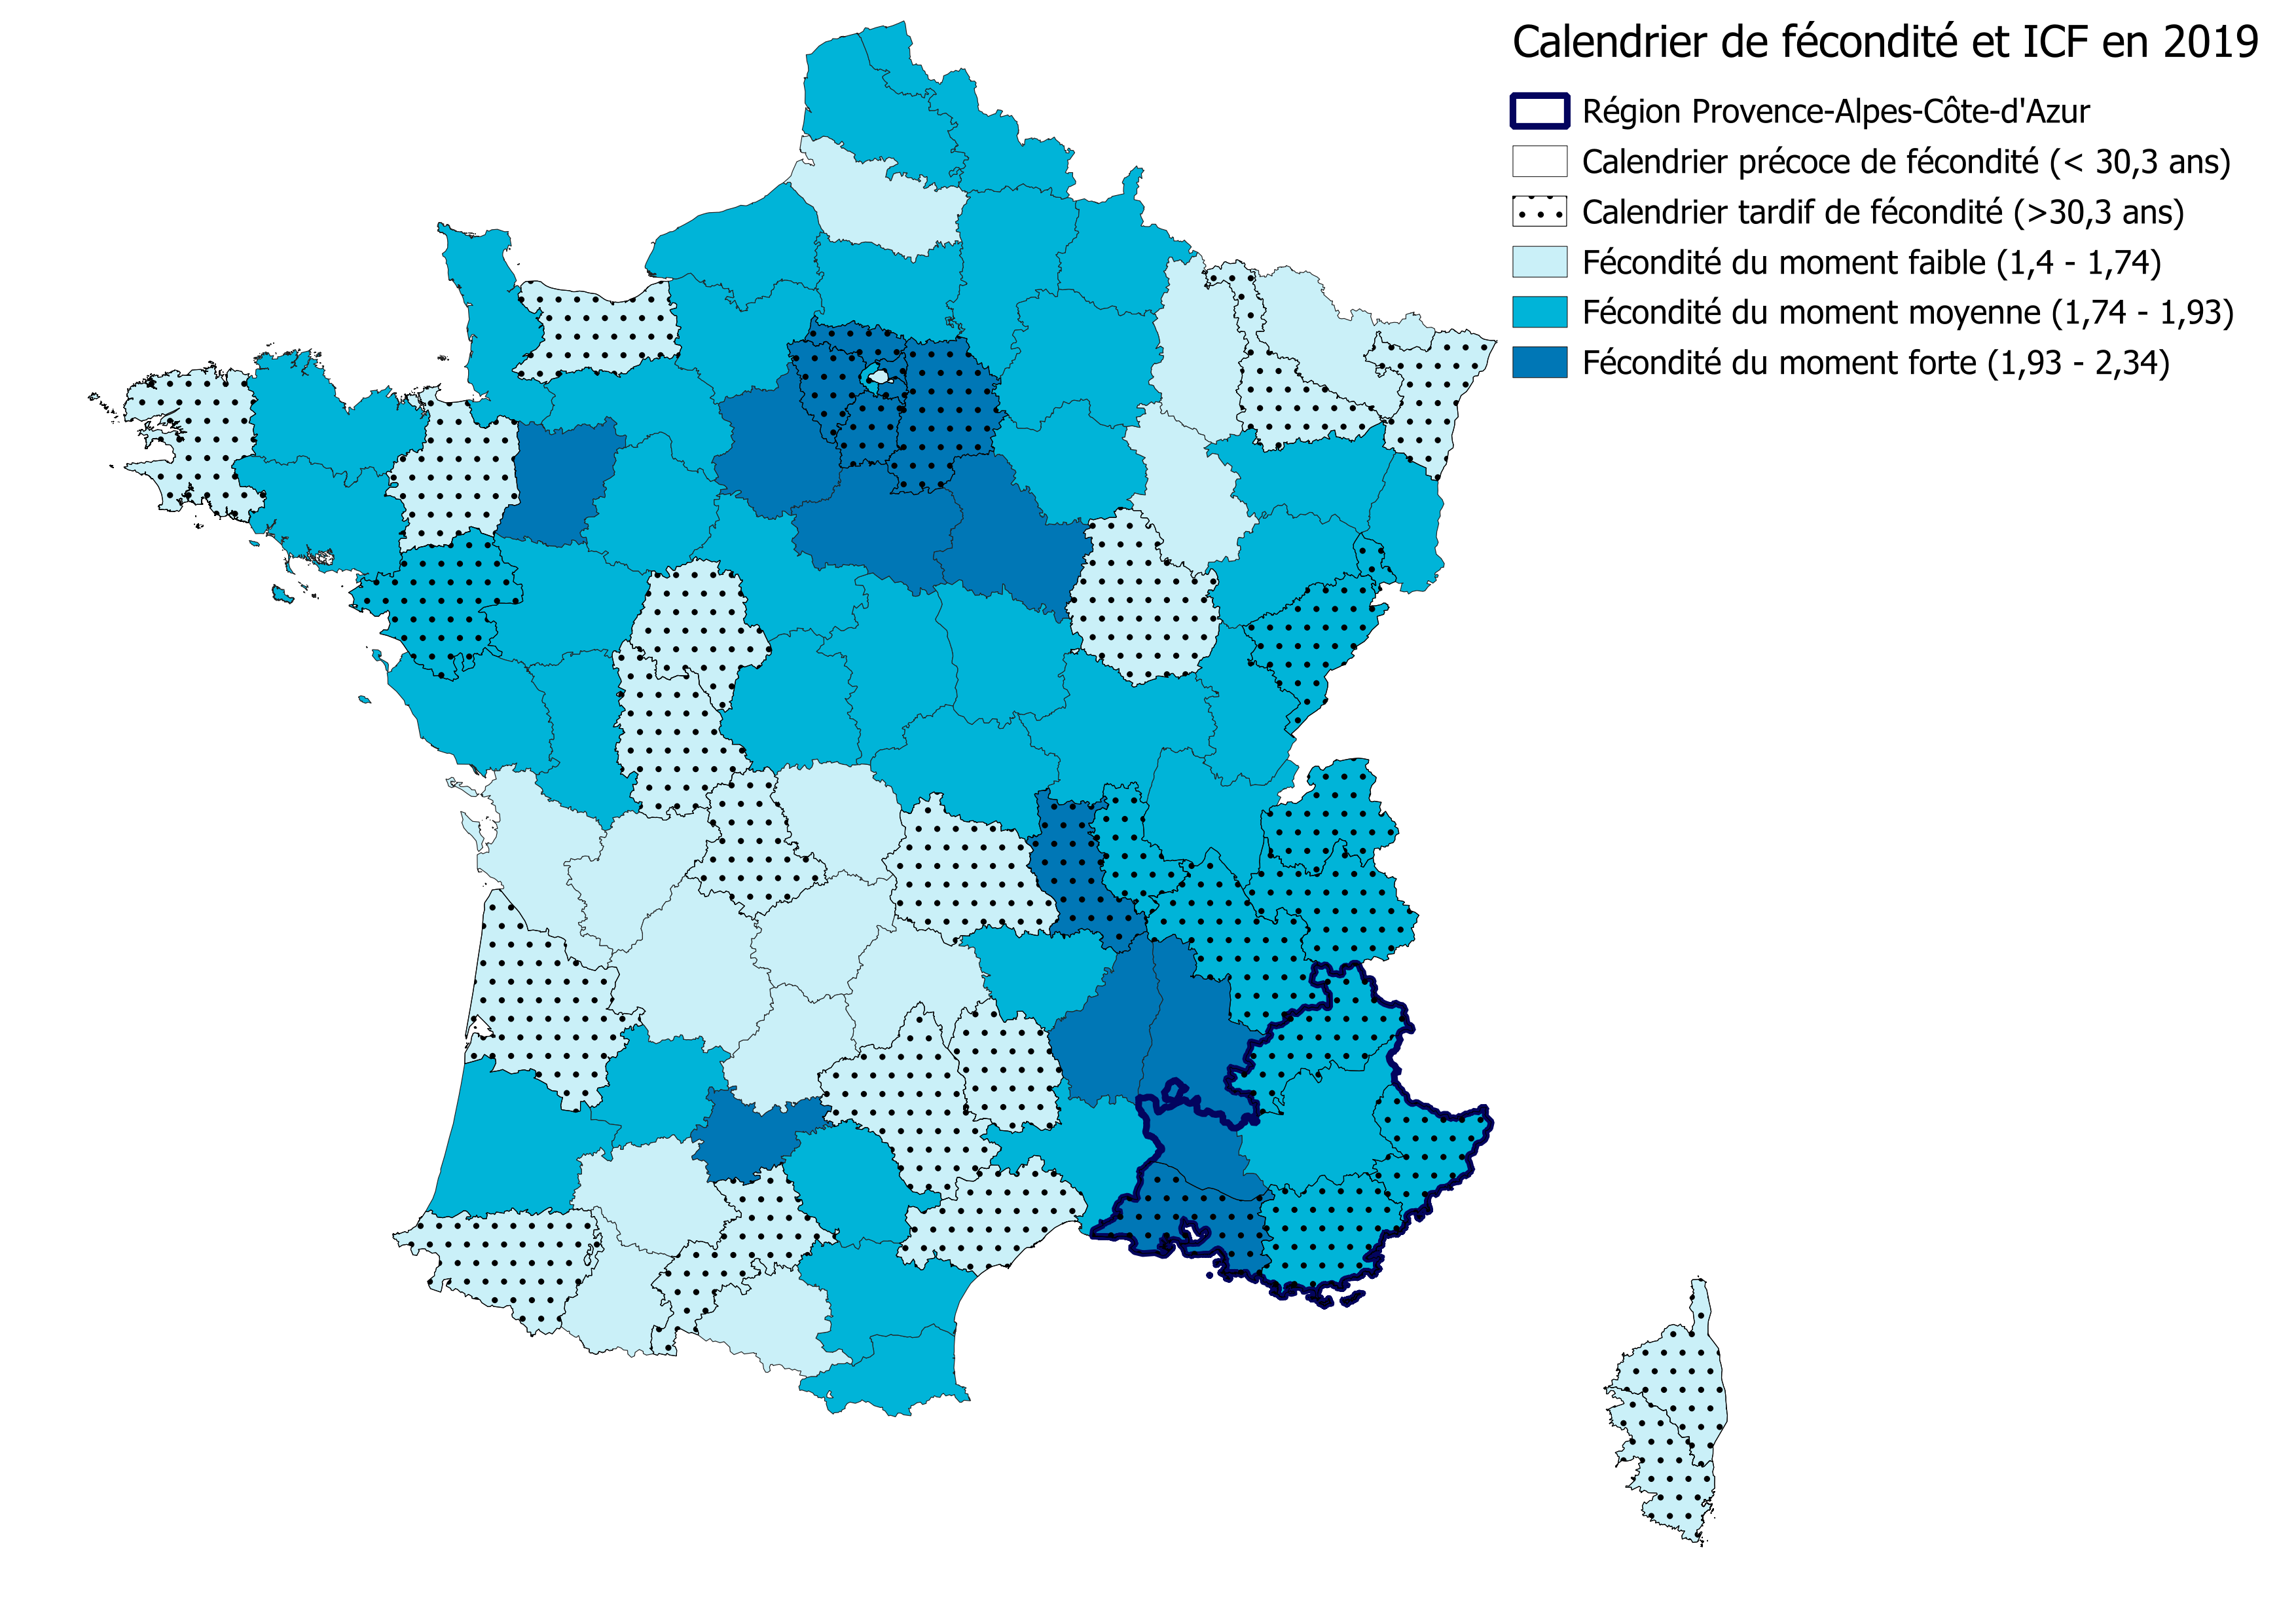 Calendrier de fécondité et ICF en 2019
Région Provence-Alpes-Côte-d'Azur
Calendrier précoce de fécondité (< 30,3 ans)
Calendrier tardif de fécondité (>30,3 ans)
Fécondité du moment faible (1,4 - 1,74)
Fécondité du moment moyenne (1,74 - 1,93)
Fécondité du moment forte (1,93 - 2,34)